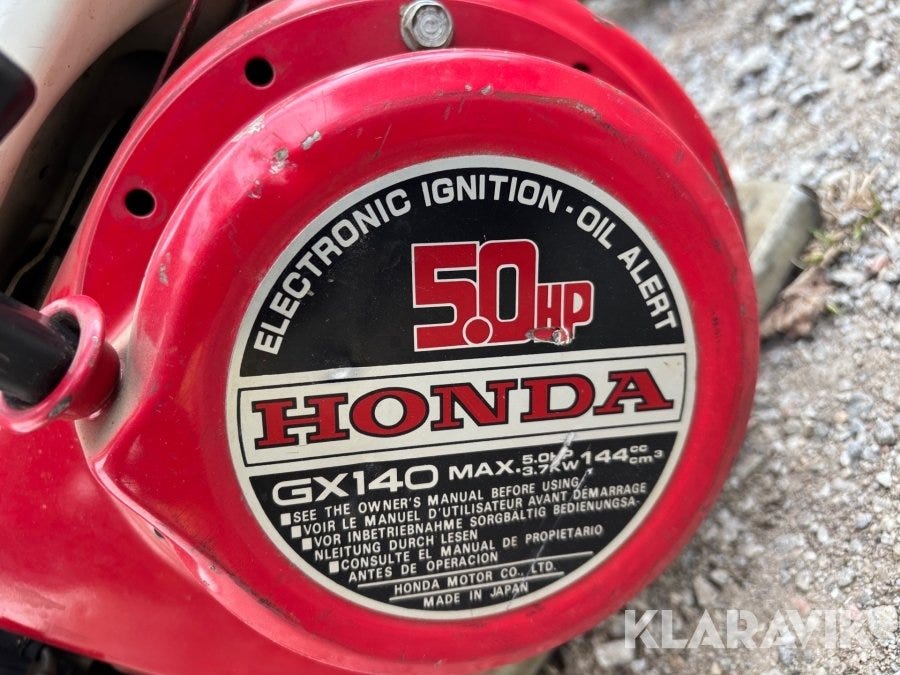 ELECTRONIC IGNITION · OIL ALERT
5.0HP
HONDA
GX140 MAX. 5.0HP 3.7KW 144cc cm³
■SEE THE OWNER'S MANUAL BEFORE USING
■VOIR LE MANUEL D'UTILISATEUR AVANT DÉMARRAGE
■VOR INBETRIEBNAHME SORGBÄLTIG BEDIENUNGSA-
NLEITUNG DURCH LESEN
■CONSULTE EL MANUAL DE PROPIETARIO
ANTES DE OPERACION
HONDA MOTOR CO., LTD.
MADE IN JAPAN
KLARAVIK